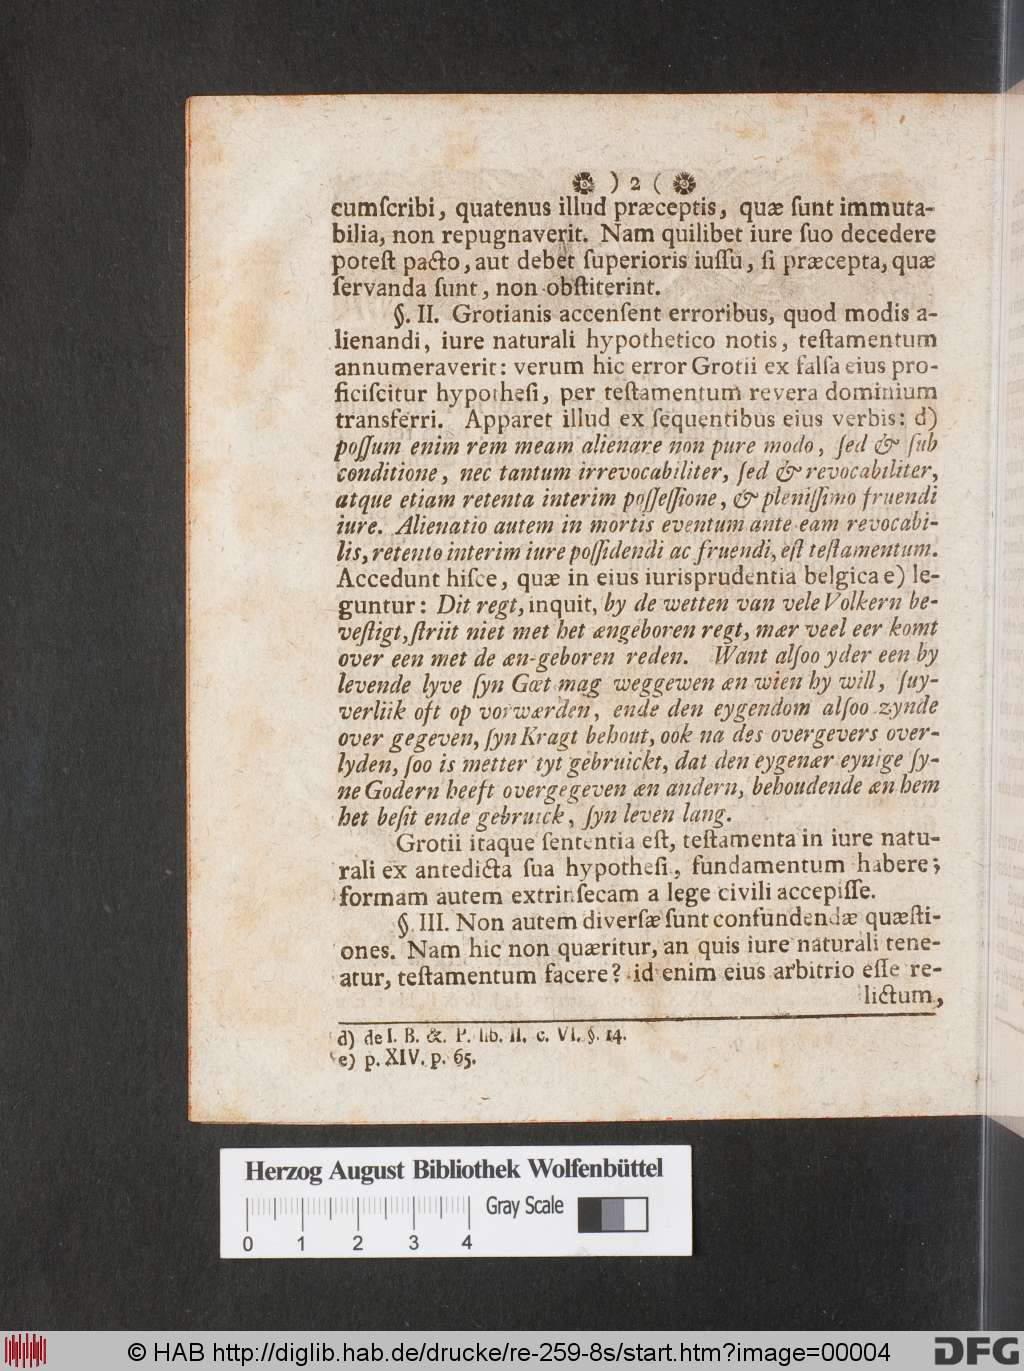 ) 2 (
cumſcribi, quatenus illud præceptis, quæ ſunt immuta-
bilia, non repugnaverit. Nam quilibet iure ſuo decedere
poteſt pacto, aut debet ſuperioris iuſſu, ſi præcepta, quæ
ſervanda ſunt, non obſtiterint.
§. II. Grotianis accenſent erroribus, quod modis a-
lienandi, iure naturali hypothetico notis, teſtamentum
annumeraverit: verum hic error Grotii ex falſa eius pro-
ficiſcitur hypotheſi, per teſtamentum revera dominium
transferri. Apparet illud ex ſequentibus eius verbis: d)
poſſum enim rem meam alienare non pure modo, ſed & ſub
conditione, nec tantum irrevocabiliter, ſed & revocabiliter,
atque etiam retenta interim poſſeſſione, & pleniſſimo fruendi
iure. Alienatio autem in mortis eventum ante eam revocabi-
lis, retento interim iure poſſidendi ac fruendi, eſt teſtamentum.
Accedunt hiſce, quæ in eius iurisprudentia belgica e) le-
guntur: Dit regt, inquit, by de wetten van vele Volkern be-
veſtigt, ſtriit niet met het ængeboren regt, mær veel eer komt
over een met de æn-geboren reden. Want alſoo yder een by
levende lyve ſyn Gœt mag weggewen æn wien hy will, ſuy-
verliik oft op vorwærden, ende den eygendom alſoo zynde
over gegeven, ſyn Kragt behout, ook na des overgevers over-
lyden, ſoo is metter tyt gebruickt, dat den eygenær eynige ſy-
ne Godern heeft overgegeven æn andern, behoudende æn hem
het beſit ende gebruick, ſyn leven lang.
Grotii itaque ſententia eſt, teſtamenta in iure natu-
rali ex antedicta ſua hypotheſi, fundamentum habere;
formam autem extrinſecam a lege civili accepiſſe.
§. III. Non autem diverſæ ſunt confundendæ quæſti-
ones. Nam hic non quæritur, an quis iure naturali tene-
atur, teſtamentum facere? id enim eius arbitrio eſſe re-
lictum,
d) de I. B. &. P. lib. II. c. VI. §. 14.
e) p. XIV. p. 65.
Herzog August Bibliothek Wolfenbüttel
Gray Scale
0 1 2 3 4
© HAB http://diglib.hab.de/drucke/re-259-8s/start.htm?image=00004
DFG